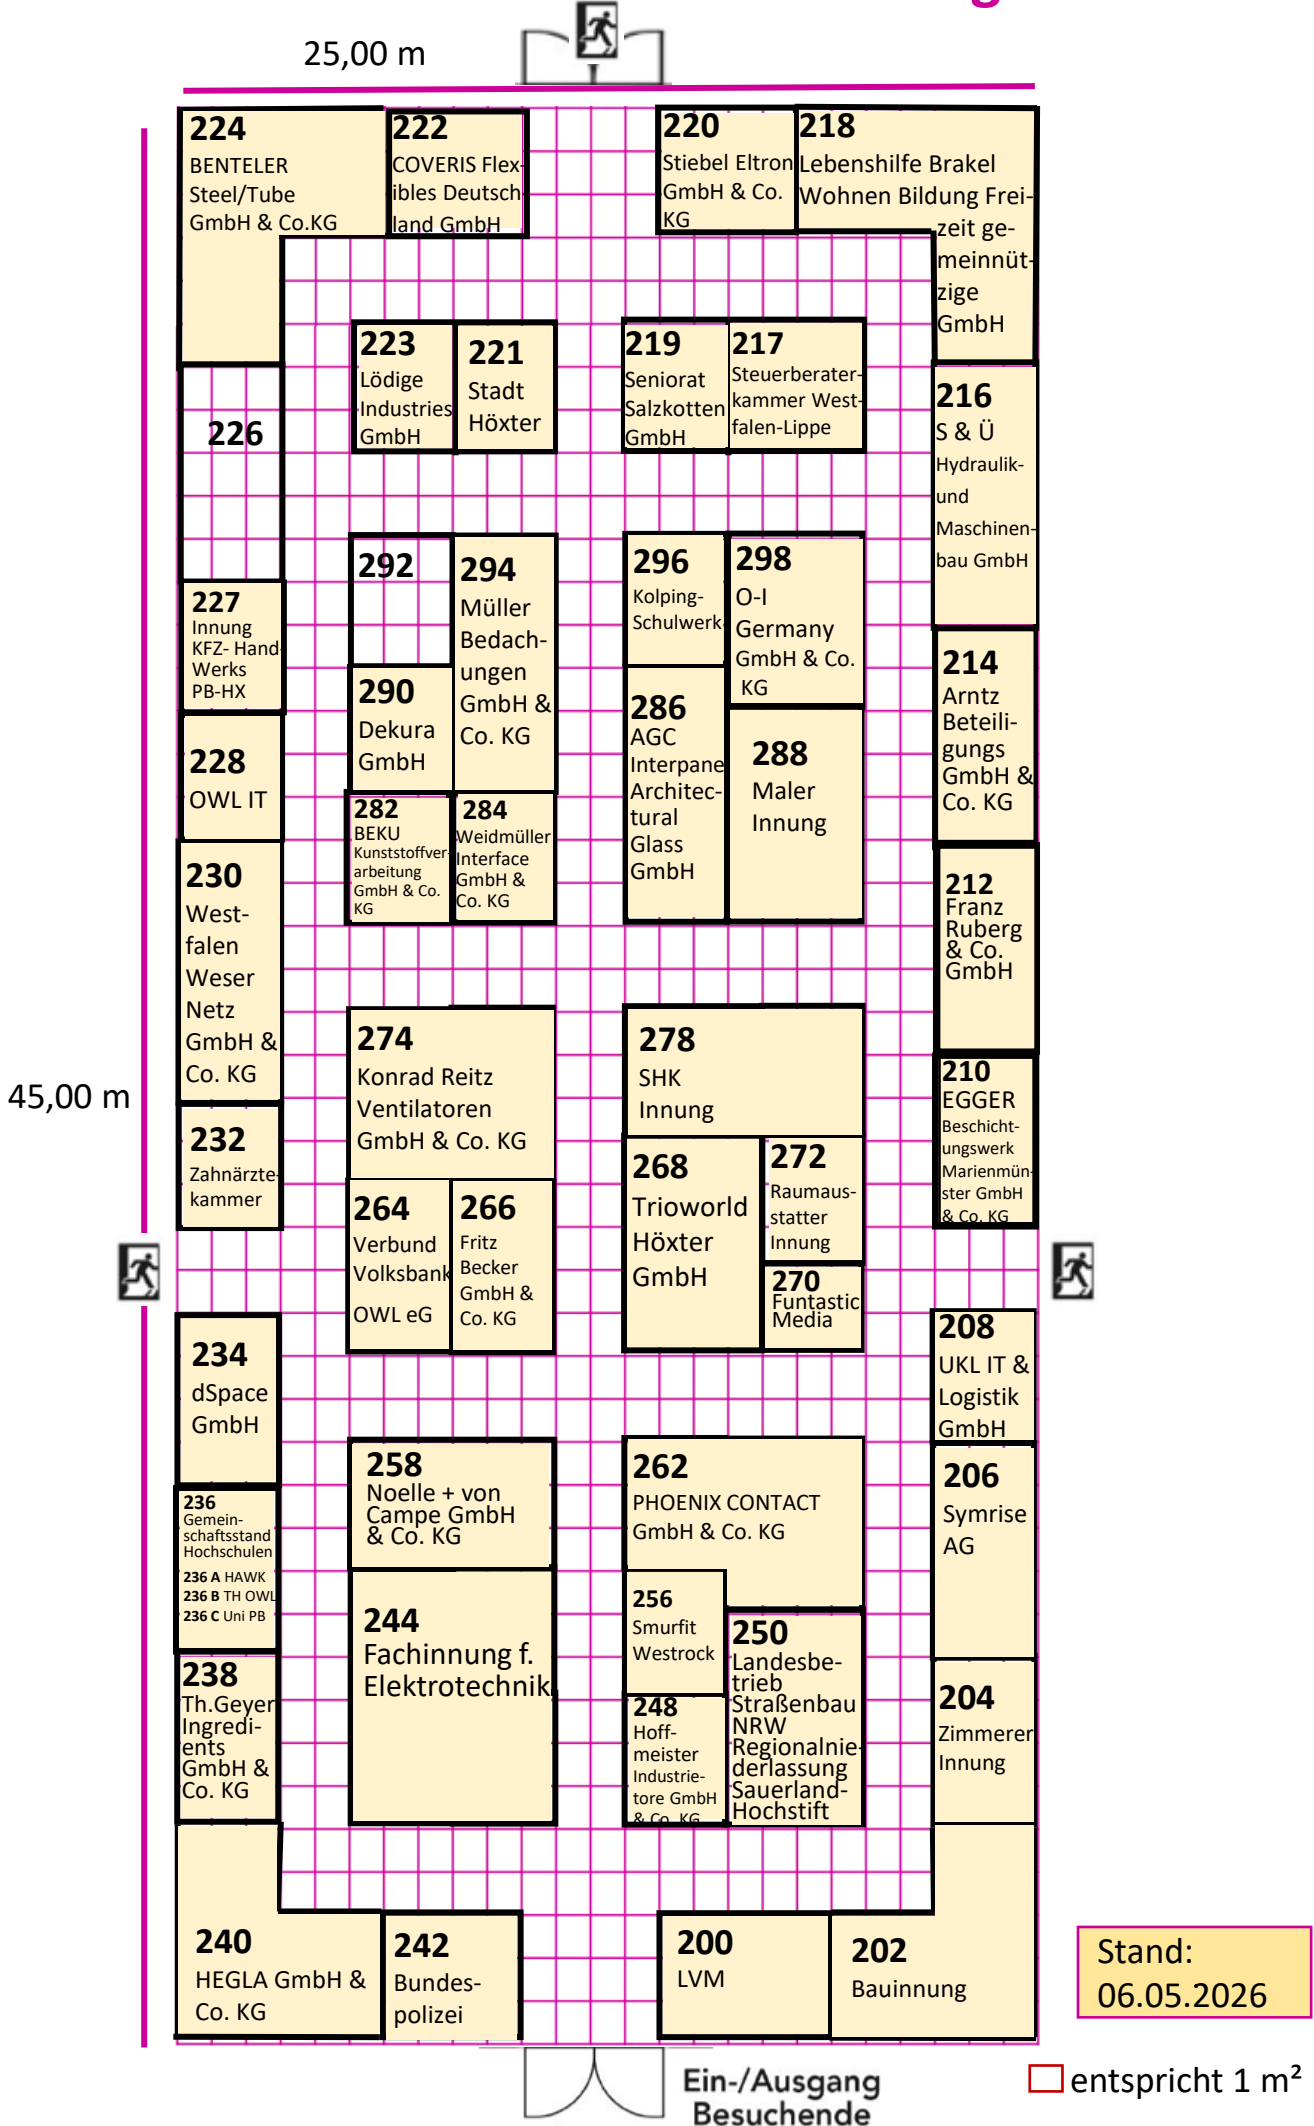 25,00 m
224
BENTELER
Steel/Tube
GmbH & Co.KG
222
COVERIS Flex-
ibles Deutsch-
land GmbH
220
Stiebel Eltron
GmbH & Co.
KG
218
Lebenshilfe Brakel
Wohnen Bildung Frei-
zeit ge-
meinnüt-
zige
GmbH
223
Lödige
Industries
GmbH
221
Stadt
Höxter
219
Seniorat
Salzkotten
GmbH
217
Steuerberater-
kammer West-
falen-Lippe
216
S & Ü
Hydraulik-
und
Maschinen-
bau GmbH
226
292
294
Müller
Bedach-
ungen
GmbH &
Co. KG
296
Kolping-
Schulwerk
298
O-I
Germany
GmbH & Co.
KG
227
Innung
KFZ- Hand-
Werks
PB-HX
214
Arntz
Beteili-
gungs
GmbH &
Co. KG
290
Dekura
GmbH
286
AGC
Interpane
Architec-
tural
Glass
GmbH
288
Maler
Innung
228
OWL IT
282
BEKU
Kunststoffver-
arbeitung
GmbH & Co.
KG
284
Weidmüller
Interface
GmbH &
Co. KG
230
West-
falen
Weser
Netz
GmbH &
Co. KG
212
Franz
Ruberg
& Co.
GmbH
274
Konrad Reitz
Ventilatoren
GmbH & Co. KG
278
SHK
Innung
210
EGGER
Beschicht-
ungswerk
Marienmün-
ster GmbH
& Co. KG
45,00 m
232
Zahnärzte-
kammer
264
Verbund
Volksbank
OWL eG
266
Fritz
Becker
GmbH &
Co. KG
268
Trioworld
Höxter
GmbH
272
Raumaus-
statter
Innung
270
Funtastic
Media
234
dSpace
GmbH
208
UKL IT &
Logistik
GmbH
258
Noelle + von
Campe GmbH
& Co. KG
262
PHOENIX CONTACT
GmbH & Co. KG
206
Symrise
AG
236
Gemein-
schaftsstand
Hochschulen
236 A HAWK
236 B TH OWL
236 C Uni PB
244
Fachinnung f.
Elektrotechnik
256
Smurfit
Westrock
250
Landesbe-
trieb
Straßenbau
NRW
Regionalnie-
derlassung
Sauerland-
Hochstift
238
Th.Geyer
Ingredi-
ents
GmbH &
Co. KG
248
Hoff-
meister
Industrie-
tore GmbH
& Co. KG
204
Zimmerer
Innung
240
HEGLA GmbH &
Co. KG
242
Bundes-
polizei
200
LVM
202
Bauinnung
Stand:
06.05.2026
Ein-/Ausgang
Besuchende
entspricht 1 m²